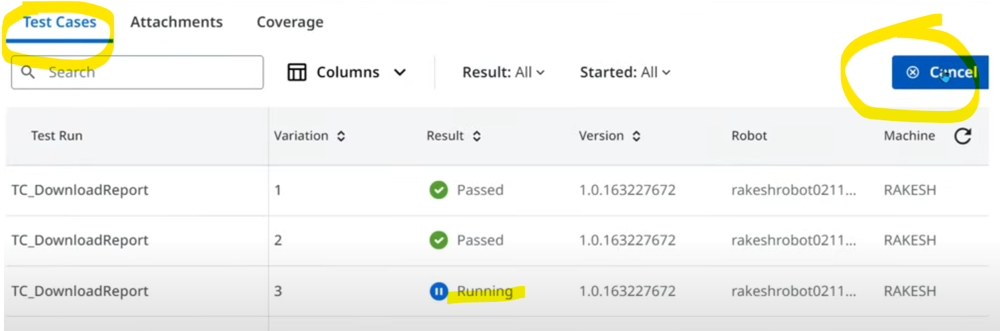 Test Cases Attachments Coverage
Search Columns Result: All Started: All Cancel
Test Run Variation Result Version Robot Machine
TC_DownloadReport 1 Passed 1.0.163227672 rakeshrobot0211... RAKESH
TC_DownloadReport 2 Passed 1.0.163227672 rakeshrobot0211... RAKESH
TC_DownloadReport 3 Running 1.0.163227672 rakeshrobot0211... RAKESH